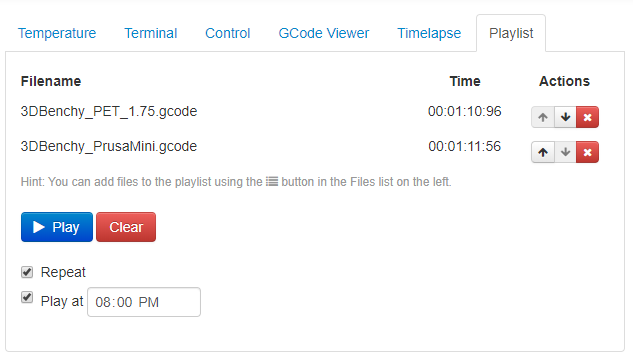 Temperature Terminal Control GCode Viewer Timelapse Playlist
Filename Time Actions
3DBenchy_PET_1.75.gcode 00:01:10:96
3DBenchy_PrusaMini.gcode 00:01:11:56
Hint: You can add files to the playlist using the button in the Files list on the left.
Play Clear
Repeat
Play at 08:00 PM